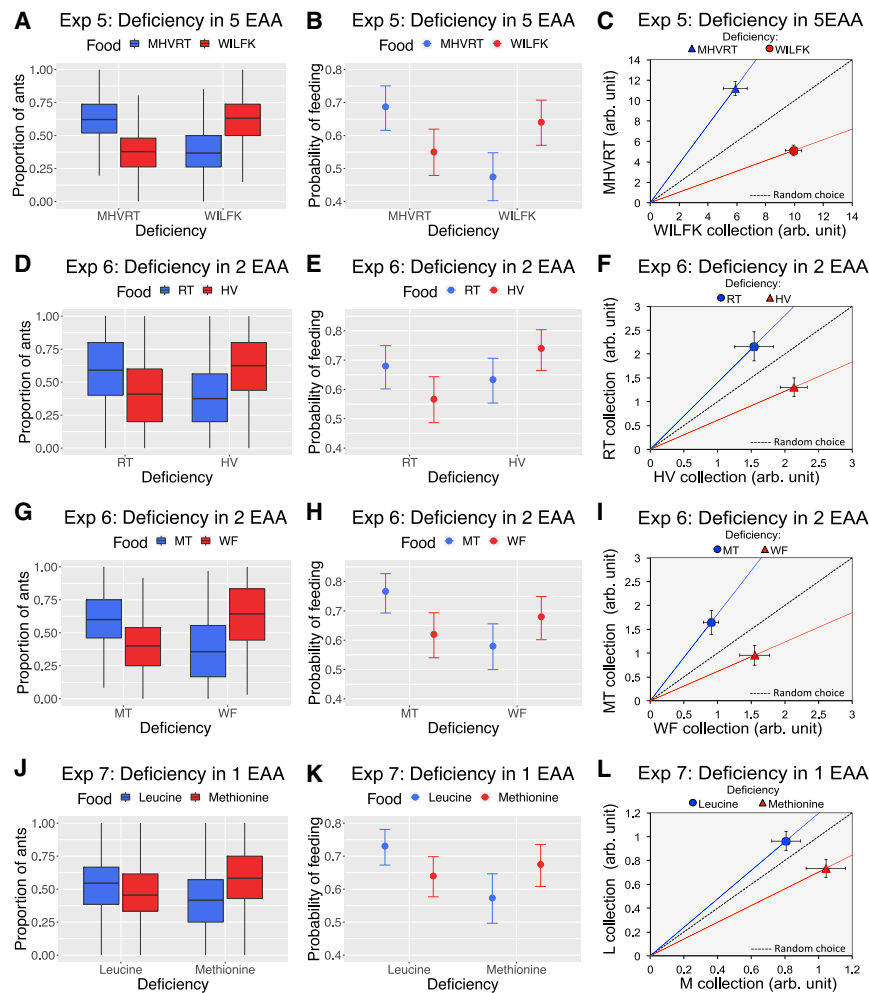 A
Exp 5: Deficiency in 5 EAA
Food MHVRT WILFK
Proportion of ants
1.00
0.75
0.50
0.25
0.00
MHVRT WILFK
Deficiency
B
Exp 5: Deficiency in 5 EAA
Food MHVRT WILFK
Probability of feeding
0.8
0.7
0.6
0.5
0.4
MHVRT WILFK
Deficiency
C
Exp 5: Deficiency in 5EAA
Deficiency:
MHVRT WILFK
MHVRT (arb. unit)
14
12
10
8
6
4
2
0
Random choice
0 2 4 6 8 10 12 14
WILFK collection (arb. unit)
D
Exp 6: Deficiency in 2 EAA
Food RT HV
Proportion of ants
1.00
0.75
0.50
0.25
0.00
RT HV
Deficiency
E
Exp 6: Deficiency in 2 EAA
Food RT HV
Probability of feeding
0.8
0.7
0.6
0.5
0.4
RT HV
Deficiency
F
Exp 6: Deficiency in 2 EAA
Deficiency:
RT HV
RT collection (arb. unit)
3
2.5
2
1.5
1
0.5
0
Random choice
0 0.5 1 1.5 2 2.5 3
HV collection (arb. unit)
G
Exp 6: Deficiency in 2 EAA
Food MT WF
Proportion of ants
1.00
0.75
0.50
0.25
0.00
MT WF
Deficiency
H
Exp 6: Deficiency in 2 EAA
Food MT WF
Probability of feeding
0.8
0.7
0.6
0.5
0.4
MT WF
Deficiency
I
Exp 6: Deficiency in 2 EAA
Deficiency:
MT WF
MT collection (arb. unit)
3
2.5
2
1.5
1
0.5
0
Random choice
0 0.5 1 1.5 2 2.5 3
WF collection (arb. unit)
J
Exp 7: Deficiency in 1 EAA
Food Leucine Methionine
Proportion of ants
1.00
0.75
0.50
0.25
0.00
Leucine Methionine
Deficiency
K
Exp 7: Deficiency in 1 EAA
Food Leucine Methionine
Probability of feeding
0.8
0.7
0.6
0.5
0.4
Leucine Methionine
Deficiency
L
Exp 7: Deficiency in 1 EAA
Deficiency
Leucine Methionine
L collection (arb. unit)
1.2
1
0.8
0.6
0.4
0.2
0
Random choice
0 0.2 0.4 0.6 0.8 1 1.2
M collection (arb. unit)